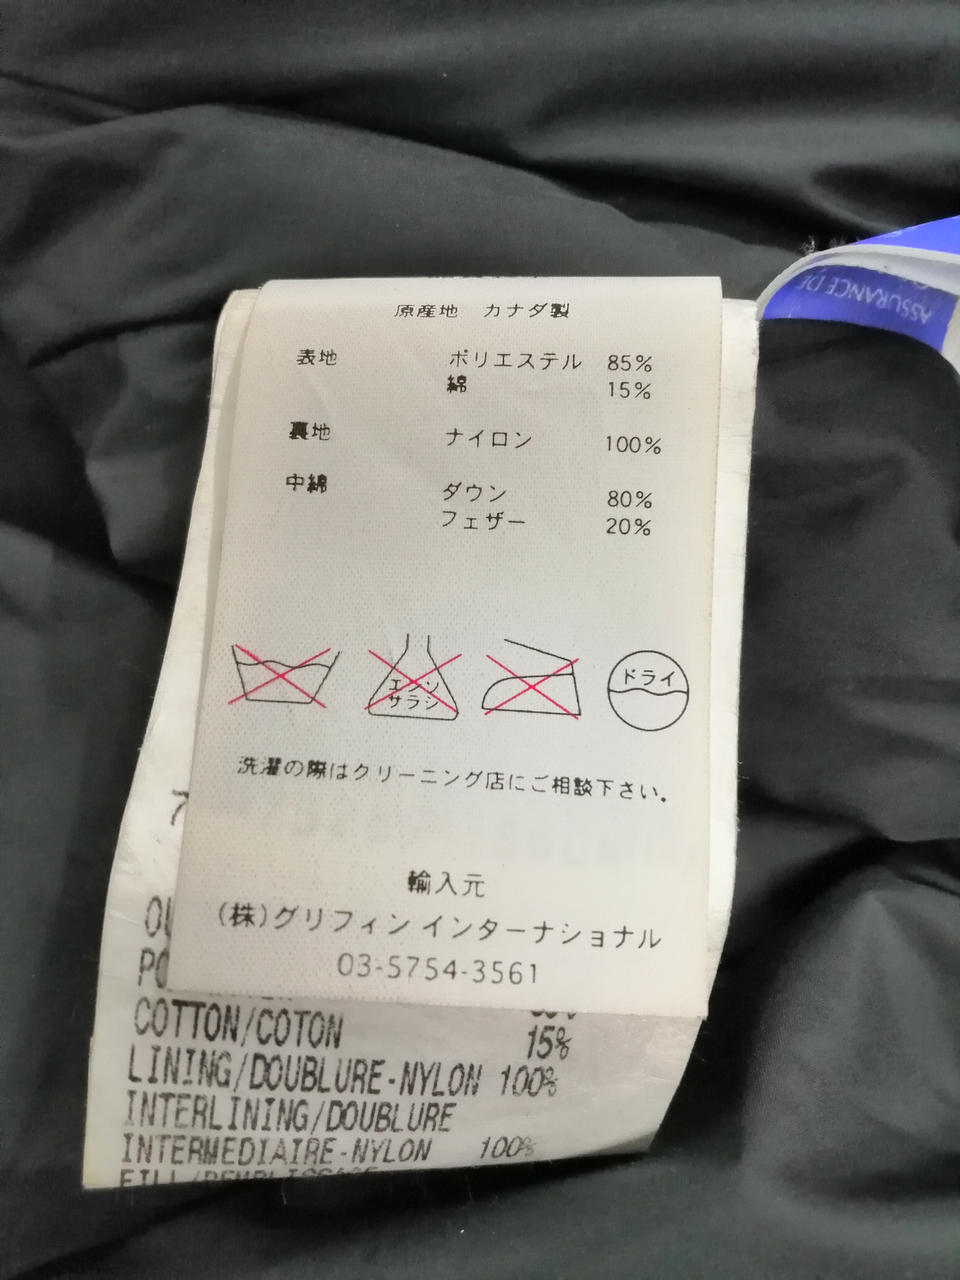 原産地 カナダ製
表地 ポリエステル 85%
綿 15%
裏地 ナイロン 100%
中綿 ダウン 80%
フェザー 20%
エンソ
サラシ
ドライ
洗濯の際はクリーニング店にご相談下さい。
輸入元
(株)グリフィン インターナショナル
03-5754-3561
COTTON/COTON 15%
LINING/DOUBLURE-NYLON 100%
INTERLINING/DOUBLURE
INTERMEDIAIRE-NYLON 100%
ASSURANCE DE